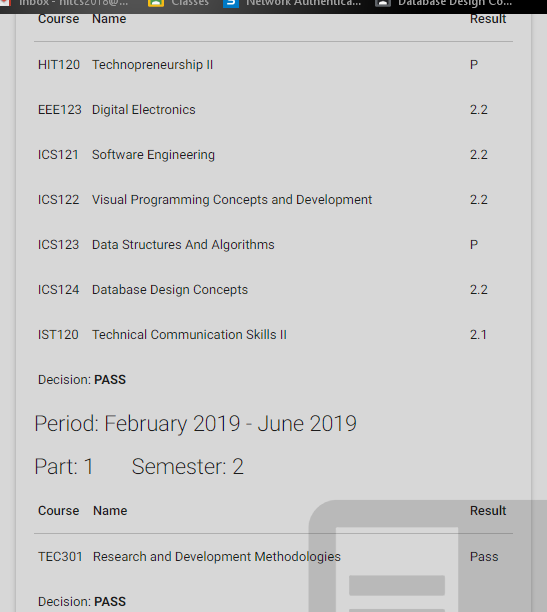 Inbox - hitcs2018@... Classes Network Authentica... Database Design Co...
Course Name Result
HIT120 Technopreneurship II P
EEE123 Digital Electronics 2.2
ICS121 Software Engineering 2.2
ICS122 Visual Programming Concepts and Development 2.2
ICS123 Data Structures And Algorithms P
ICS124 Database Design Concepts 2.2
IST120 Technical Communication Skills II 2.1
Decision: PASS
Period: February 2019 - June 2019
Part: 1 Semester: 2
Course Name Result
TEC301 Research and Development Methodologies Pass
Decision: PASS